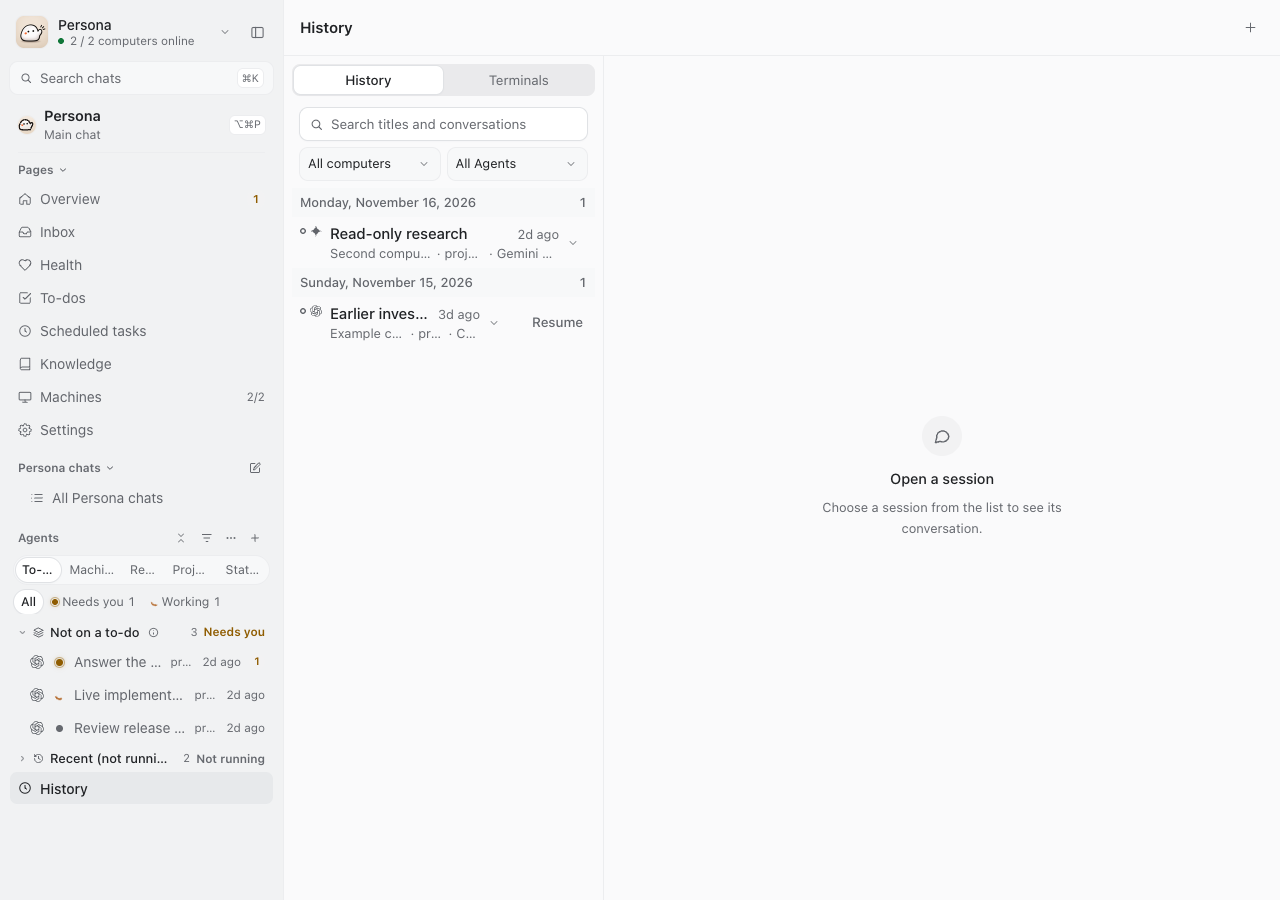 Persona
2 / 2 computers online
Search chats ⌘K
Persona
Main chat
⌥⌘P
Pages
Overview 1
Inbox
Health
To-dos
Scheduled tasks
Knowledge
Machines 2/2
Settings
Persona chats
All Persona chats
Agents
To-... Machi... Re... Proj... Stat...
All Needs you 1 Working 1
Not on a to-do 3 Needs you
Answer the ... pr... 2d ago 1
Live implement... pr... 2d ago
Review release ... pr... 2d ago
Recent (not runni... 2 Not running
History
History
History Terminals
Search titles and conversations
All computers All Agents
Monday, November 16, 2026 1
Read-only research 2d ago
Second compu... · proj... · Gemini ...
Sunday, November 15, 2026 1
Earlier inves... 3d ago
Example c... · pr... · C...
Resume
Open a session
Choose a session from the list to see its
conversation.